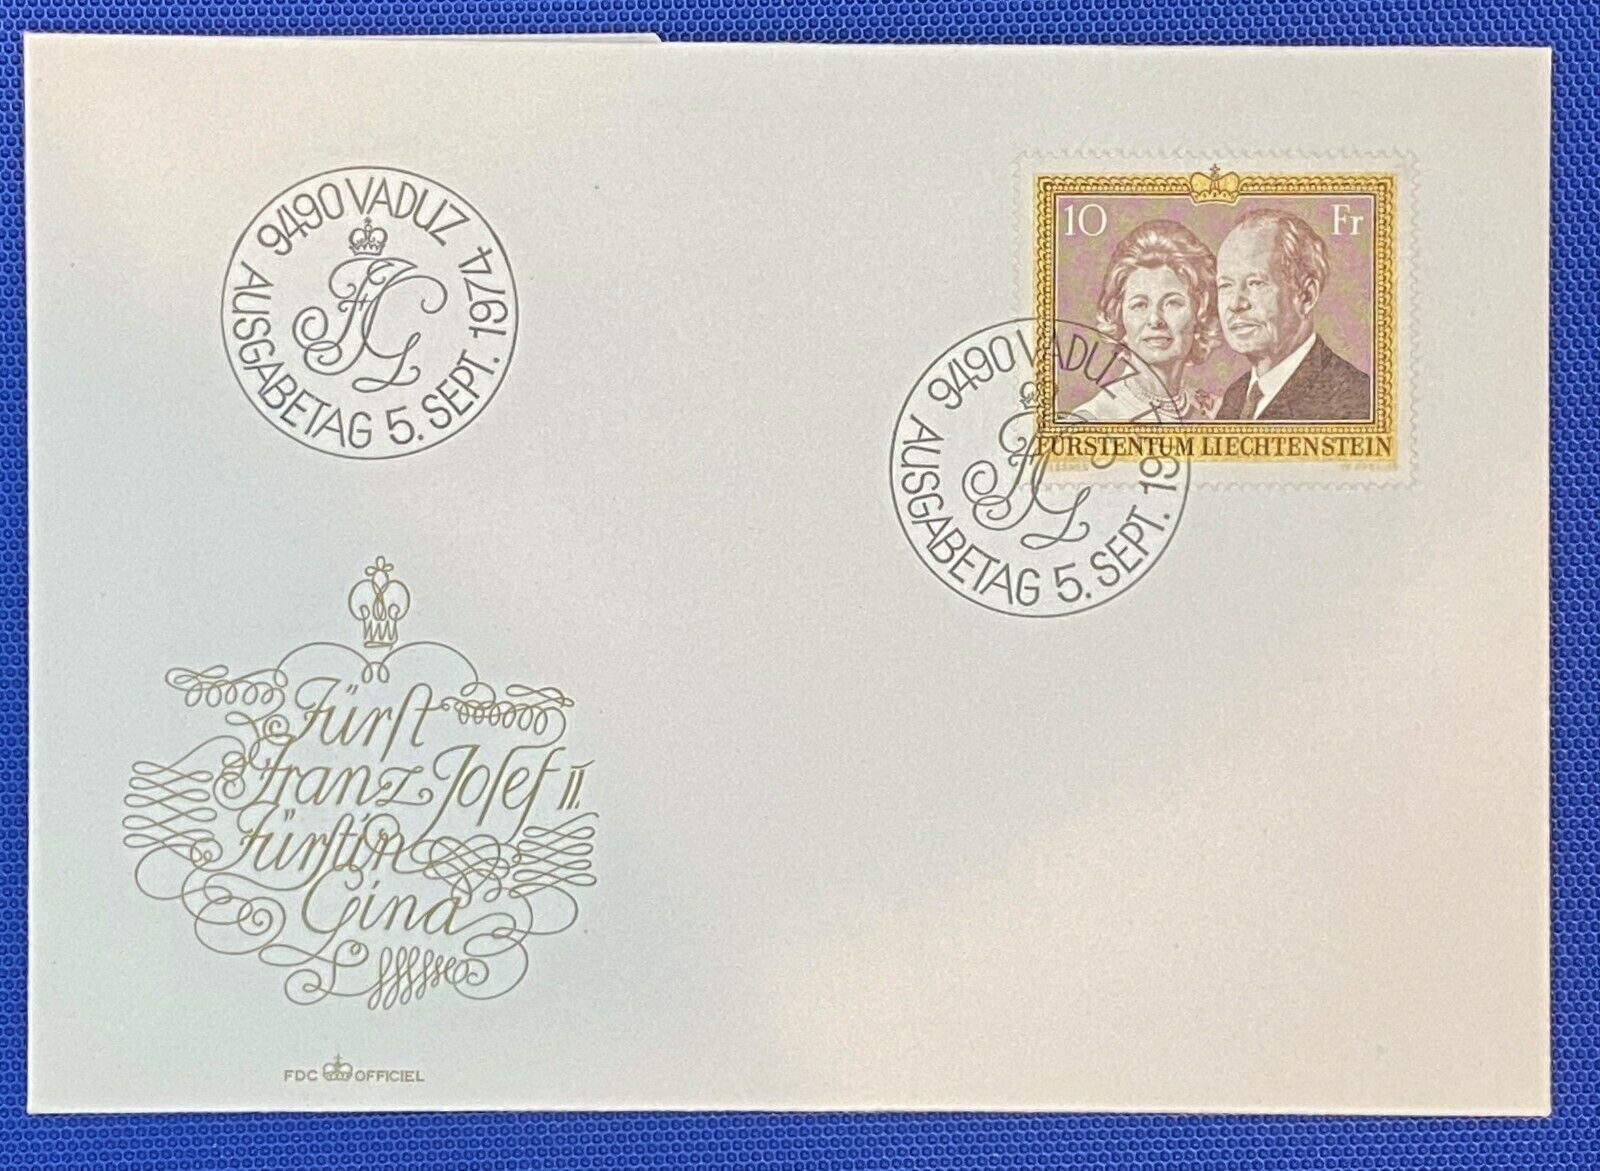 9490 VADUZ
AUSGABETAG 5. SEPT. 1974
10 Fr
FÜRSTENTUM LIECHTENSTEIN
9490 VADUZ
AUSGABETAG 5. SEPT. 19
Fürſt
Franz Joſef II.
Fürſtin
Gina
FDC OFFICIEL